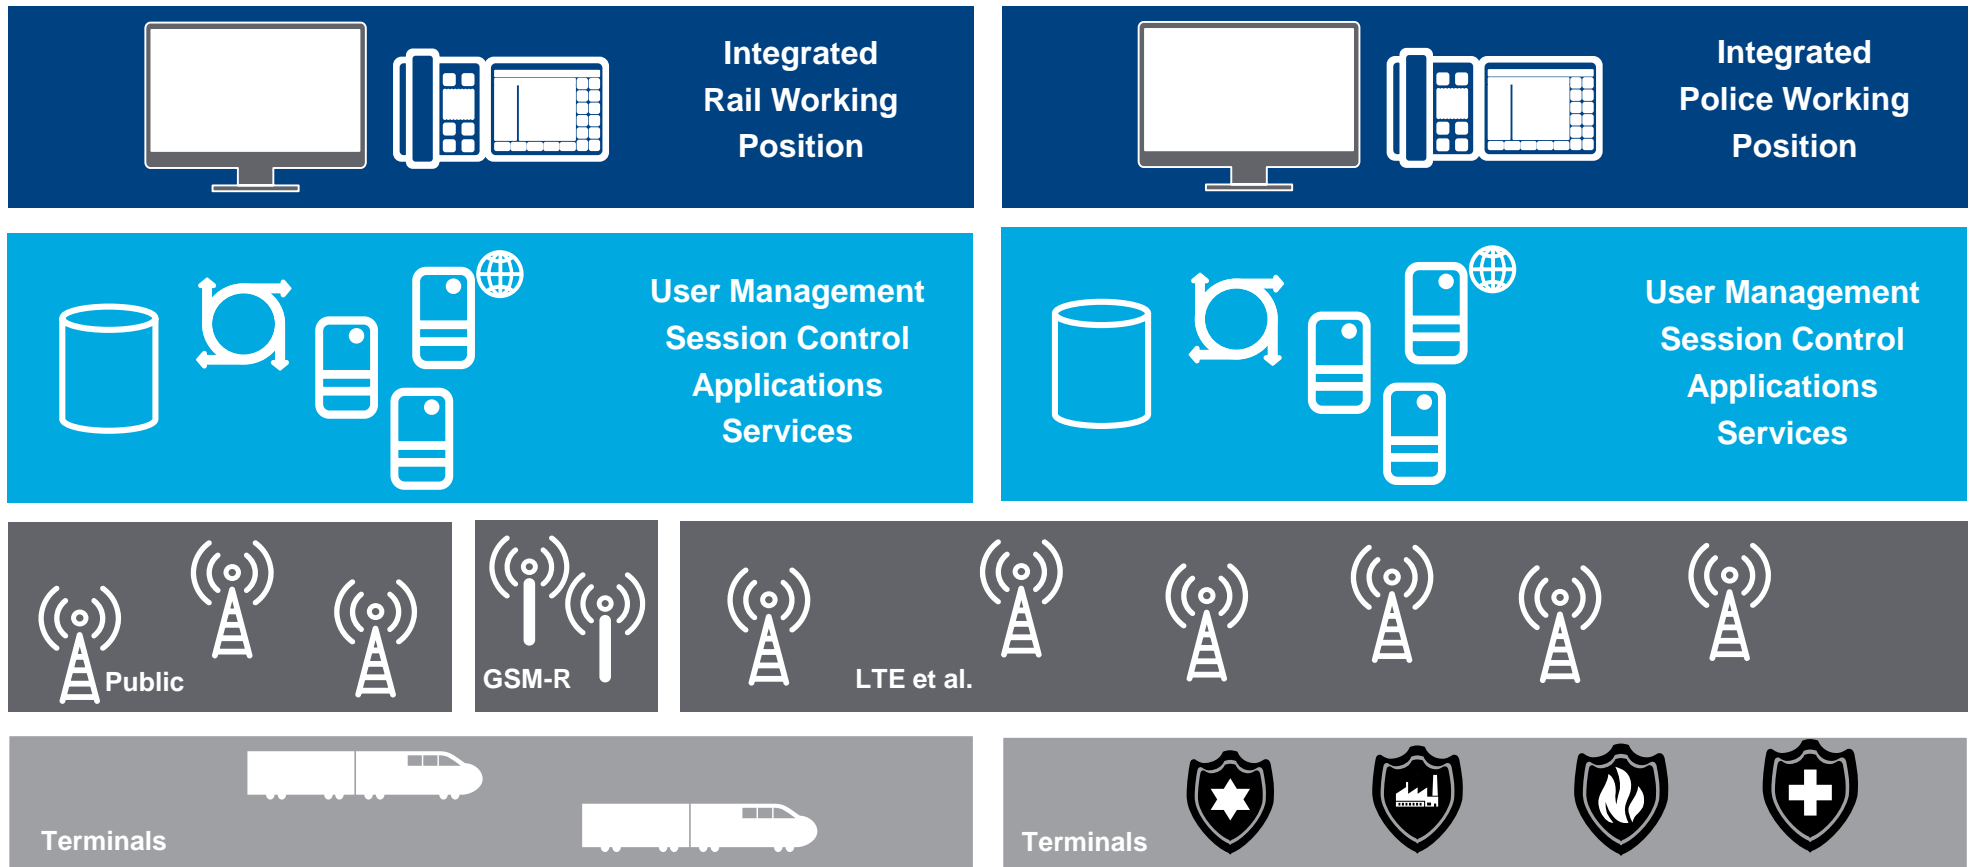 Integrated
Rail Working
Position
Integrated
Police Working
Position
User Management
Session Control
Applications
Services
User Management
Session Control
Applications
Services
Public
GSM-R
LTE et al.
Terminals
Terminals